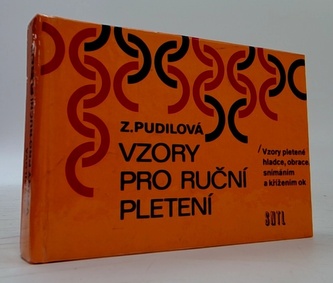 Z.PUDILOVÁ
VZORY
PRO RUČNÍ
PLETENÍ
Vzory pletené
hladce, obrace,
snímáním
a křížením ok
SNTL